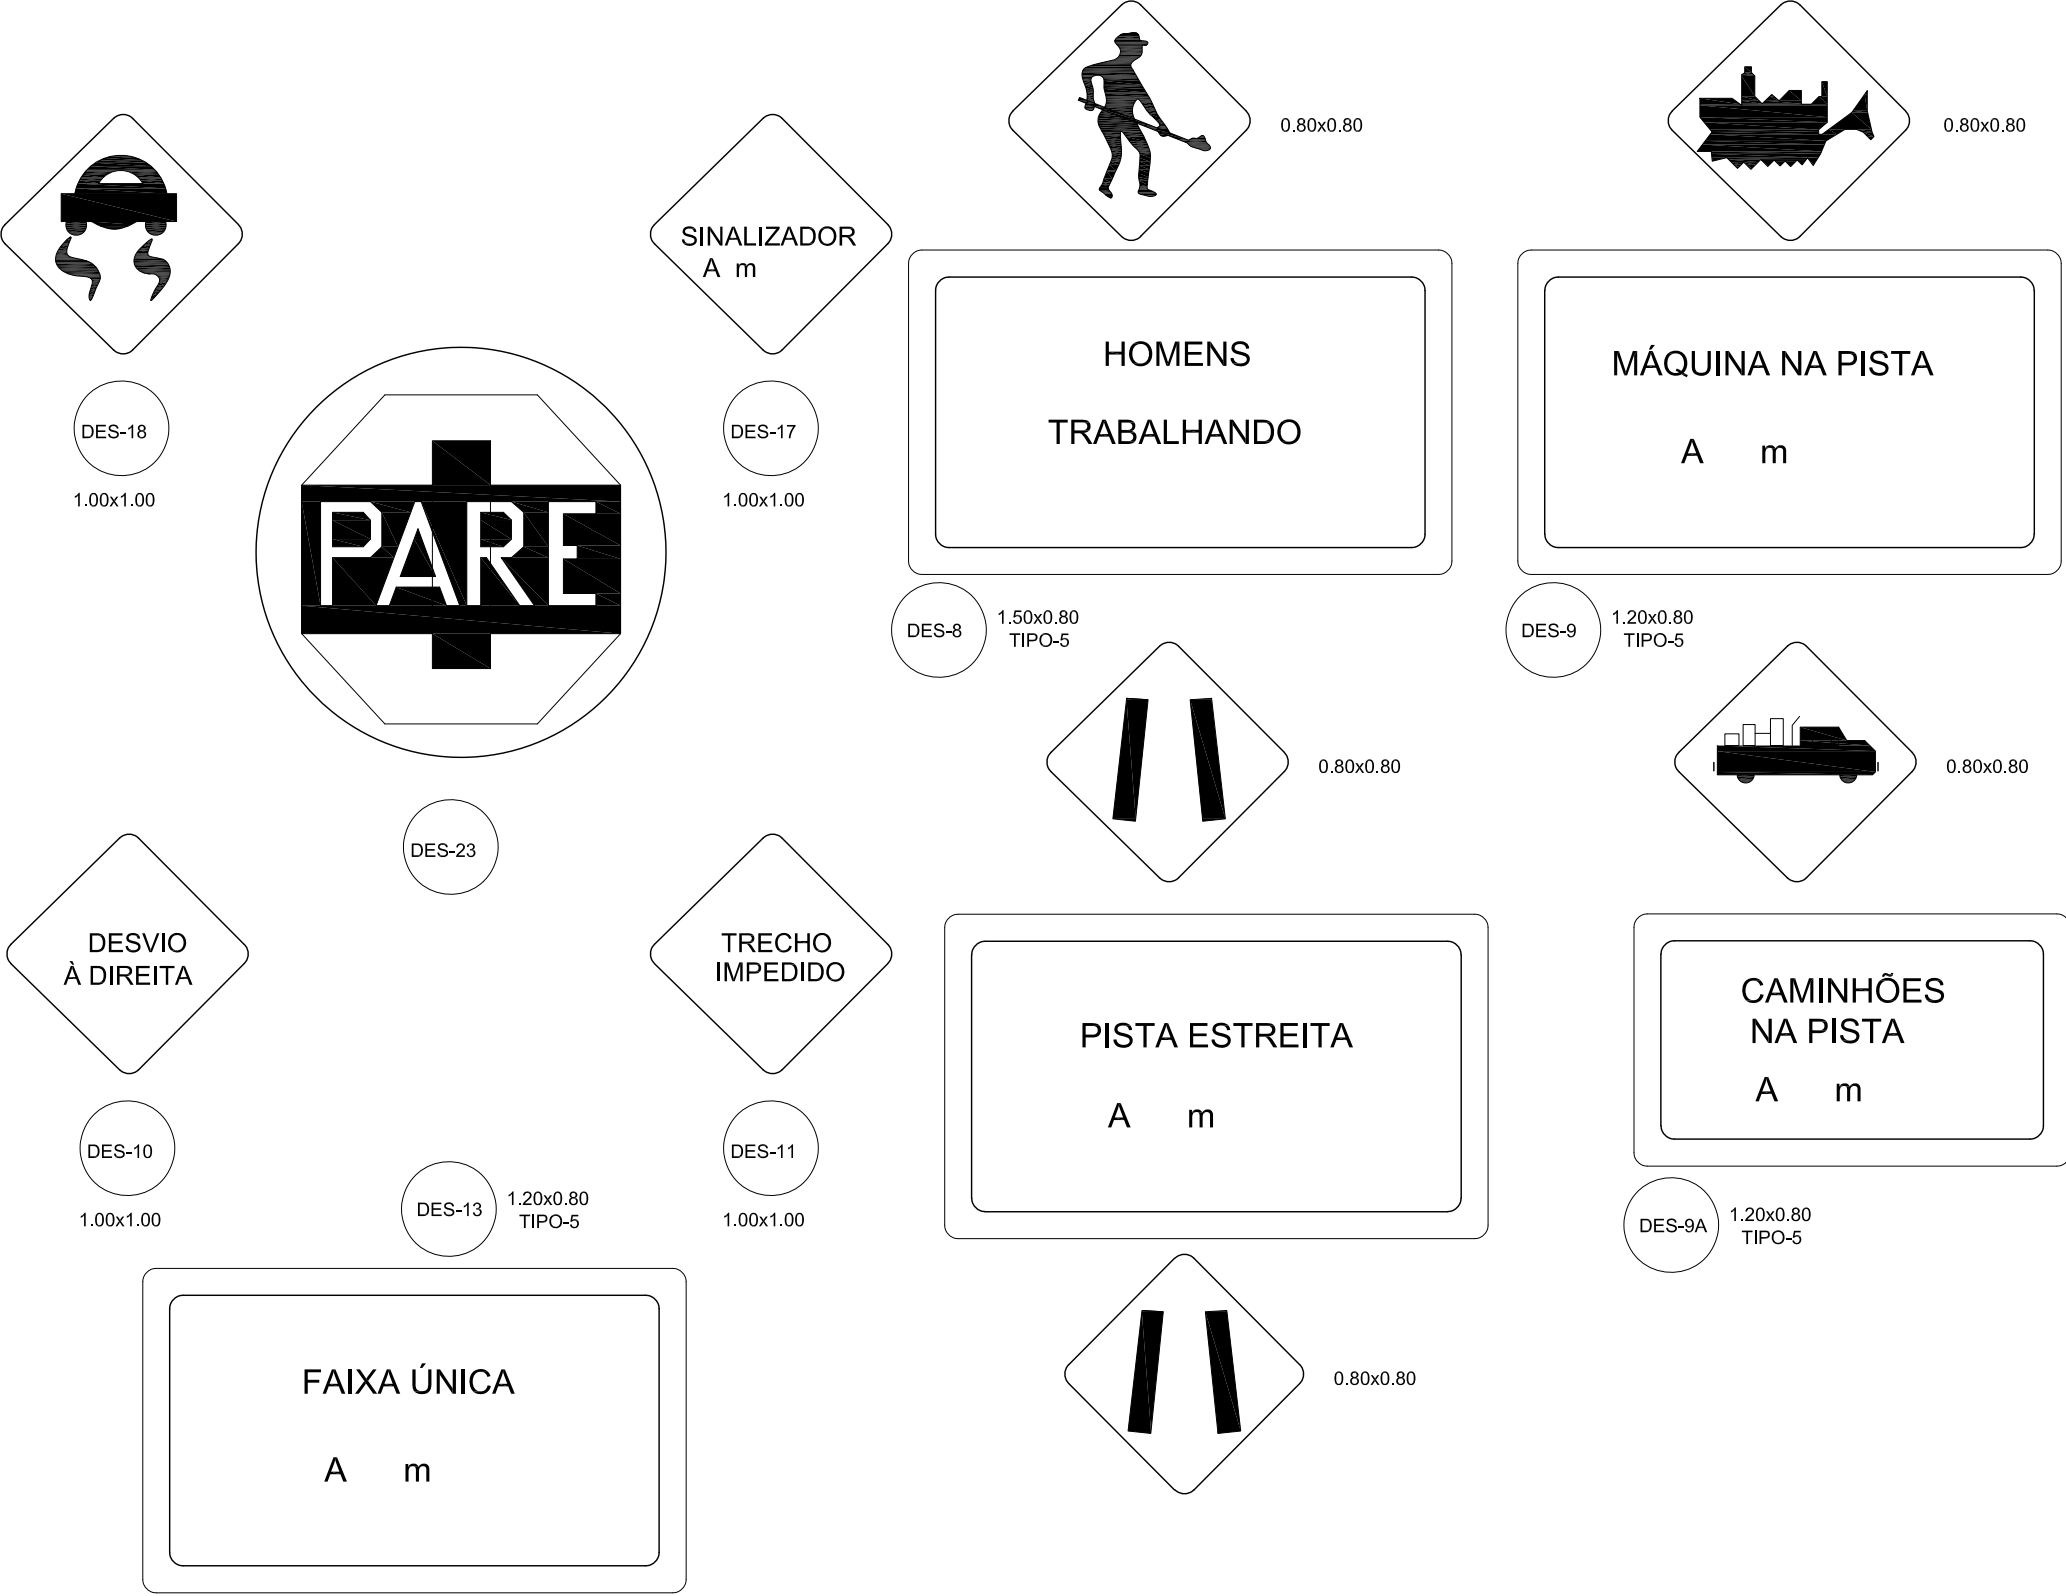 0.80x0.80
0.80x0.80
SINALIZADOR
A m
DES-18
1.00x1.00
DES-17
1.00x1.00
HOMENS
TRABALHANDO
MÁQUINA NA PISTA
A m
PARE
DES-8
1.50x0.80
TIPO-5
DES-9
1.20x0.80
TIPO-5
0.80x0.80
0.80x0.80
DES-23
DESVIO
À DIREITA
TRECHO
IMPEDIDO
DES-10
1.00x1.00
DES-11
1.00x1.00
PISTA ESTREITA
A m
CAMINHÕES
NA PISTA
A m
DES-13
1.20x0.80
TIPO-5
DES-9A
1.20x0.80
TIPO-5
FAIXA ÚNICA
A m
0.80x0.80